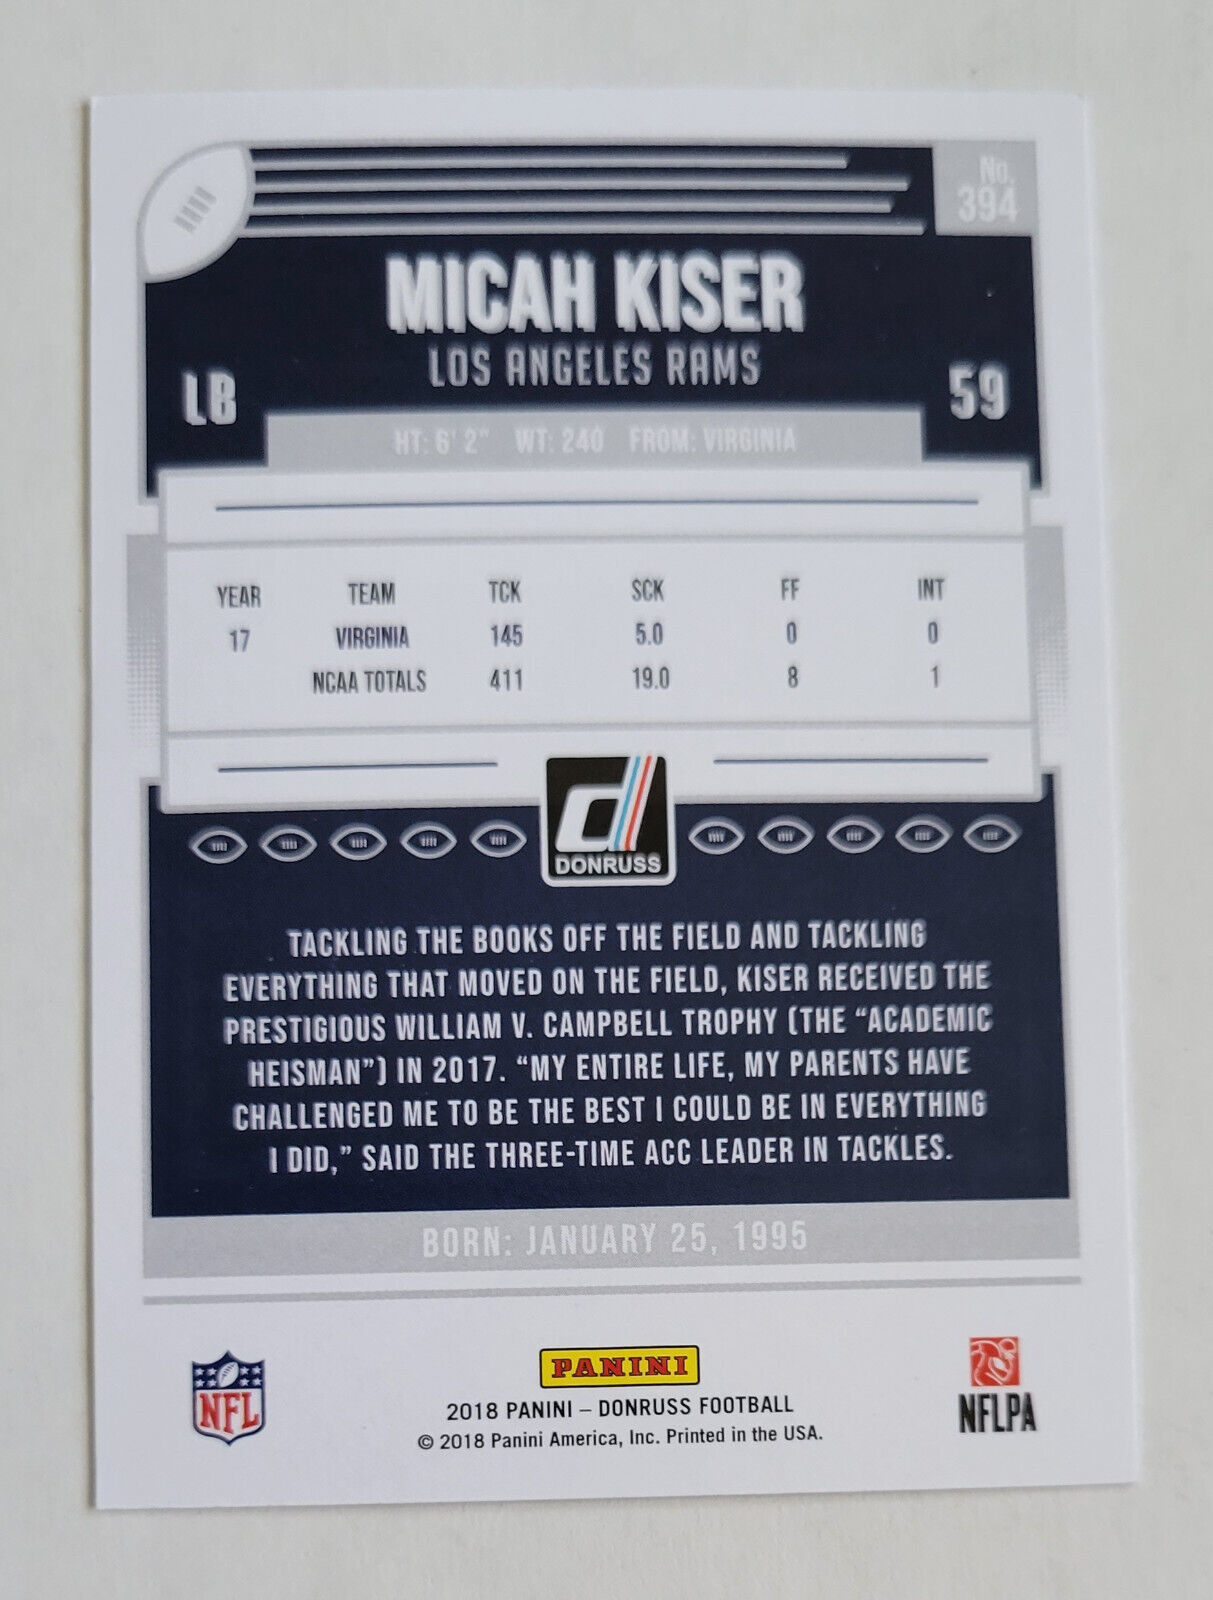 No.
394
MICAH KISER
LOS ANGELES RAMS
LB
59
HT: 6' 2" WT: 240 FROM: VIRGINIA
YEAR TEAM TCK SCK FF INT
17 VIRGINIA 145 5.0 0 0
NCAA TOTALS 411 19.0 8 1
d
DONRUSS
TACKLING THE BOOKS OFF THE FIELD AND TACKLING
EVERYTHING THAT MOVED ON THE FIELD, KISER RECEIVED THE
PRESTIGIOUS WILLIAM V. CAMPBELL TROPHY (THE “ACADEMIC
HEISMAN”) IN 2017. “MY ENTIRE LIFE, MY PARENTS HAVE
CHALLENGED ME TO BE THE BEST I COULD BE IN EVERYTHING
I DID,” SAID THE THREE-TIME ACC LEADER IN TACKLES.
BORN: JANUARY 25, 1995
NFL
PANINI
2018 PANINI – DONRUSS FOOTBALL
© 2018 Panini America, Inc. Printed in the USA.
NFLPA